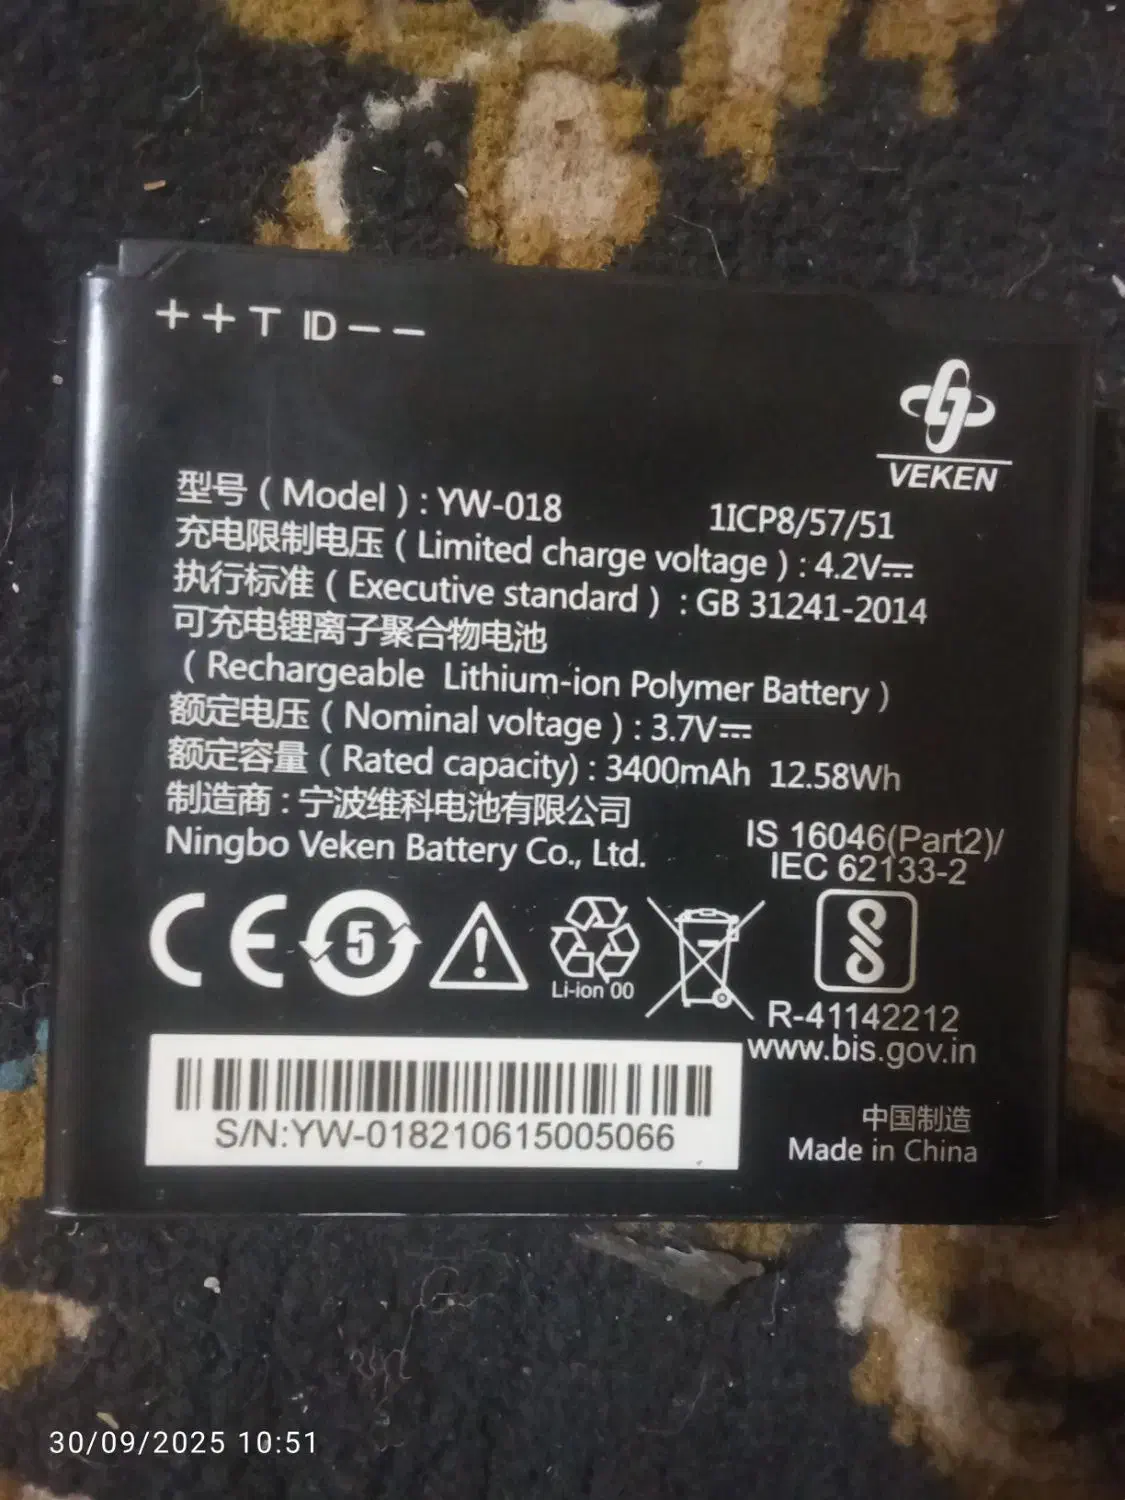 ++T ID--
VEKEN
型号 ( Model ) : YW-018 1ICP8/57/51
充电限制电压 ( Limited charge voltage ) : 4.2V⎓
执行标准 ( Executive standard ) : GB 31241-2014
可充电锂离子聚合物电池
( Rechargeable Lithium-ion Polymer Battery )
额定电压 ( Nominal voltage ) : 3.7V⎓
额定容量 ( Rated capacity) : 3400mAh 12.58Wh
制造商 : 宁波维科电池有限公司
Ningbo Veken Battery Co., Ltd.
IS 16046(Part2)/
IEC 62133-2
CE 5
Li-ion 00
R-41142212
www.bis.gov.in
S/N:YW-018210615005066
中国制造
Made in China
30/09/2025 10:51